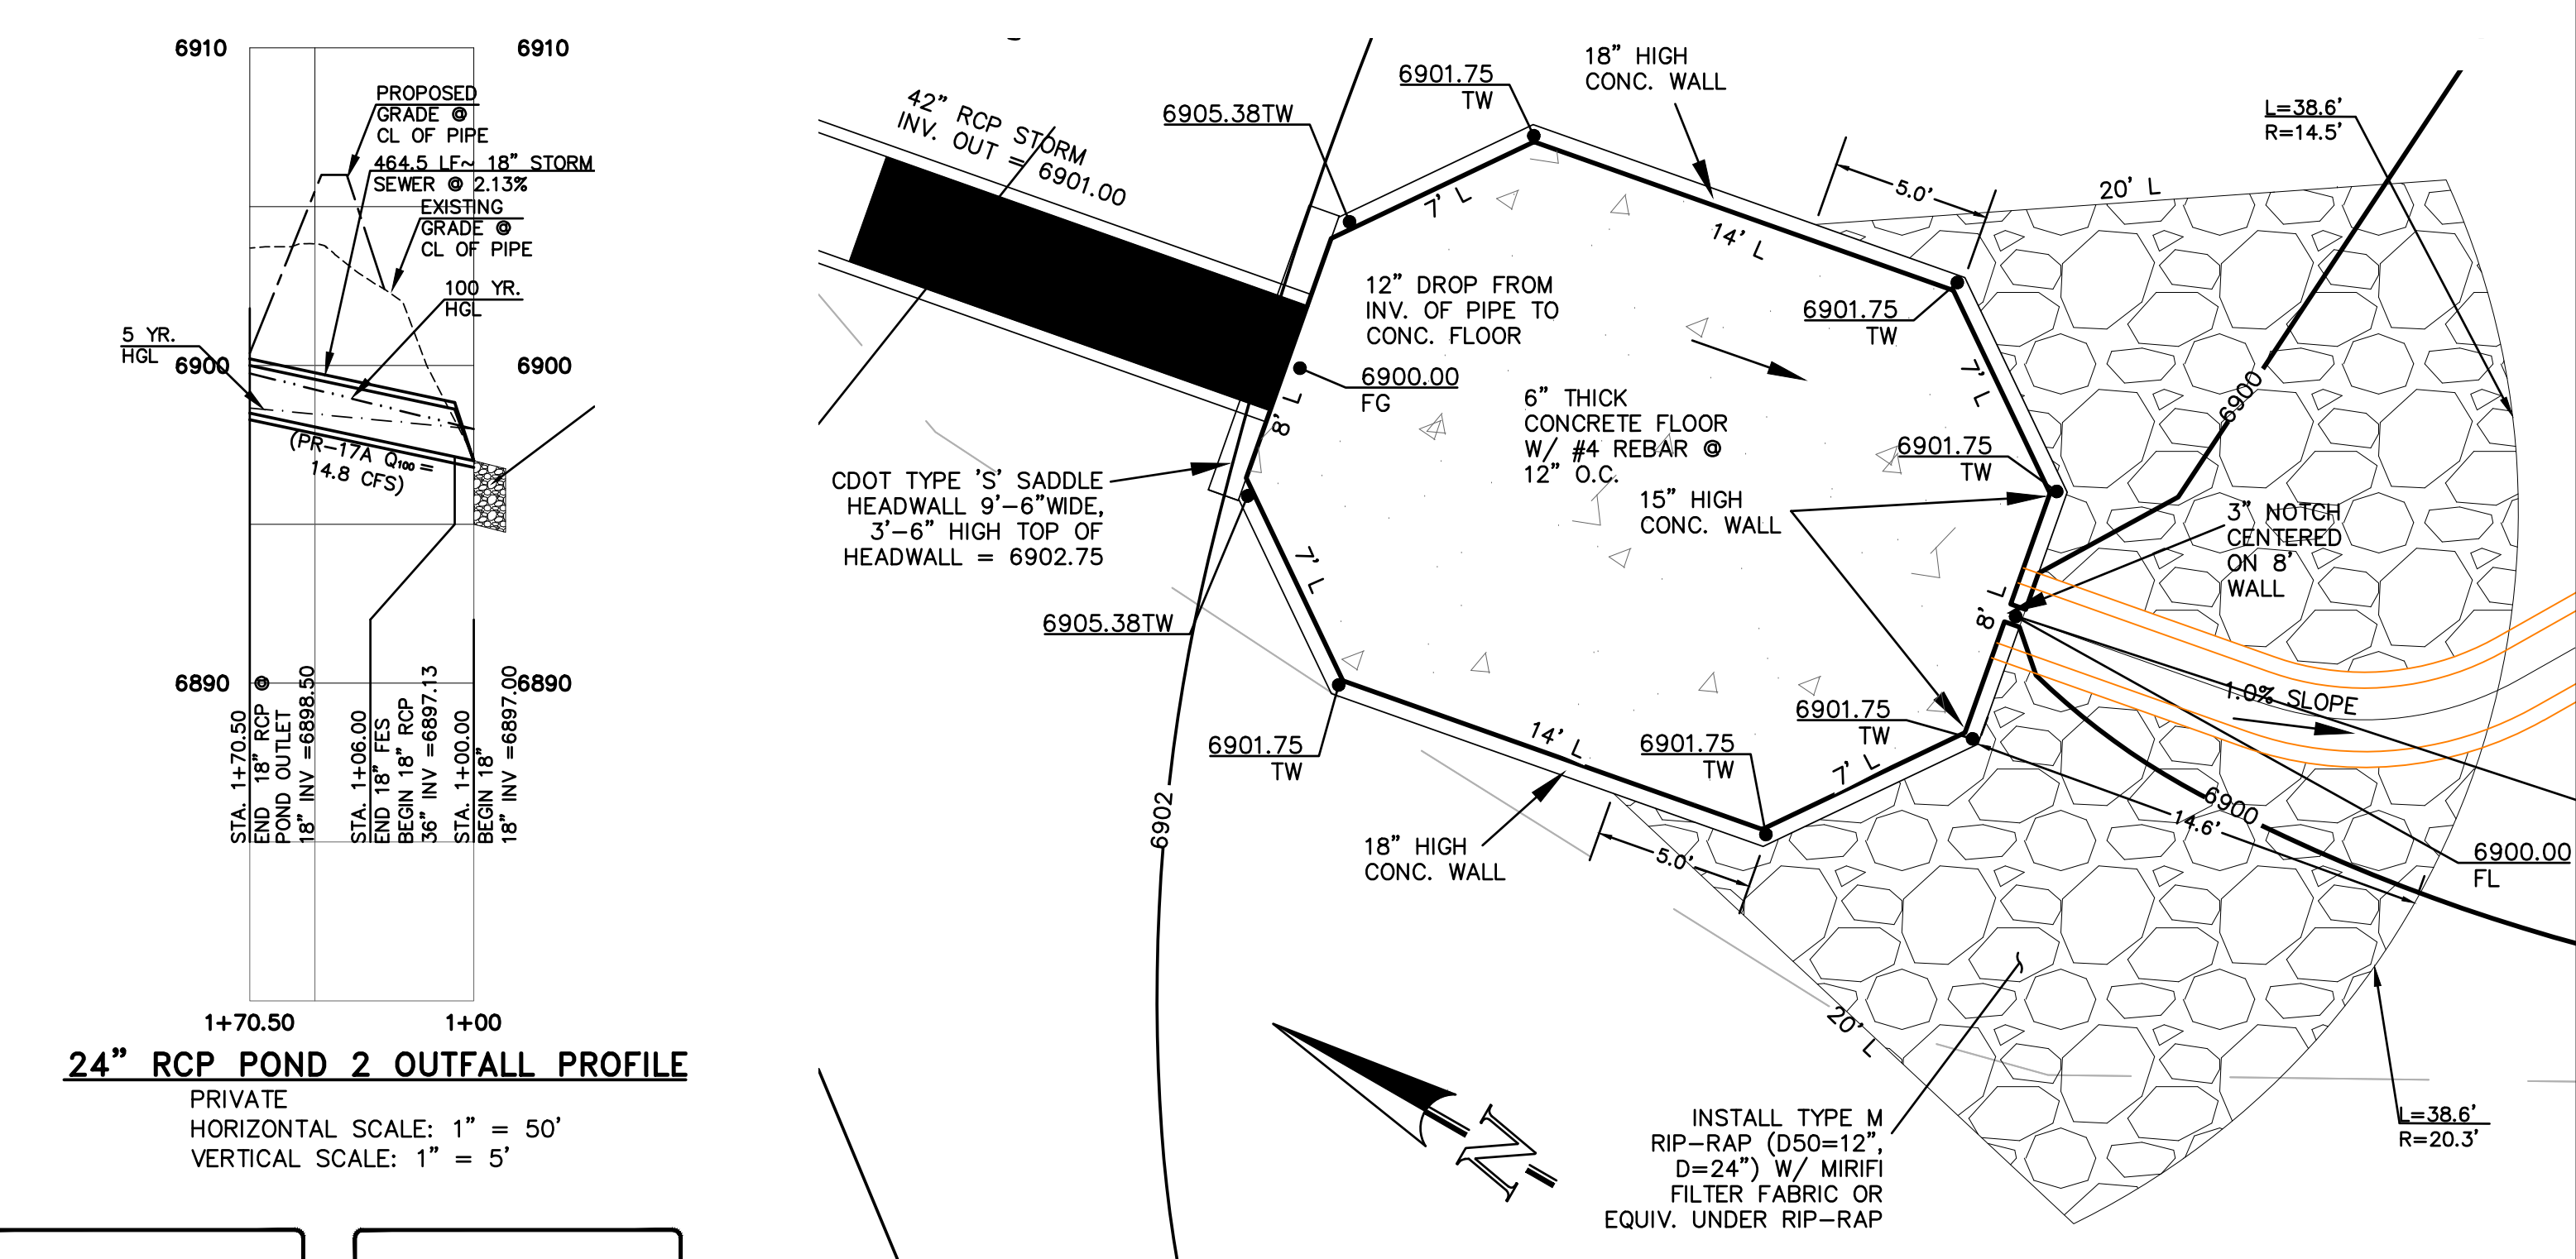 6910
6910
PROPOSED
GRADE @
CL OF PIPE
464.5 LF~ 18" STORM
SEWER @ 2.13%
EXISTING
GRADE @
CL OF PIPE
100 YR.
HGL
5 YR.
HGL
6900
6900
(PR-17A Q100 =
14.8 CFS)
6890
6890
STA. 1+70.50
END 18" RCP @
POND OUTLET
18" INV =6898.50
STA. 1+06.00
END 18" FES
BEGIN 18" RCP
36" INV =6897.13
STA. 1+00.00
BEGIN 18"
18" INV =6897.00
1+70.50
1+00
24" RCP POND 2 OUTFALL PROFILE
PRIVATE
HORIZONTAL SCALE: 1" = 50'
VERTICAL SCALE: 1" = 5'
42" RCP STORM
INV. OUT = 6901.00
6905.38TW
6901.75
TW
18" HIGH
CONC. WALL
5.0'
20' L
L=38.6'
R=14.5'
7' L
14' L
12" DROP FROM
INV. OF PIPE TO
CONC. FLOOR
6900.00
FG
8' L
6901.75
TW
7' L
6" THICK
CONCRETE FLOOR
W/ #4 REBAR @
12" O.C.
6901.75
TW
15" HIGH
CONC. WALL
6900
3" NOTCH
CENTERED
ON 8'
WALL
8' L
CDOT TYPE 'S' SADDLE
HEADWALL 9'-6"WIDE,
3'-6" HIGH TOP OF
HEADWALL = 6902.75
7' L
6905.38TW
6901.75
TW
14' L
6901.75
TW
6901.75
TW
7' L
1.0% SLOPE
6900
14.6'
6900.00
FL
6902
18" HIGH
CONC. WALL
5.0'
20' L
N
INSTALL TYPE M
RIP-RAP (D50=12",
D=24") W/ MIRIFI
FILTER FABRIC OR
EQUIV. UNDER RIP-RAP
L=38.6'
R=20.3'